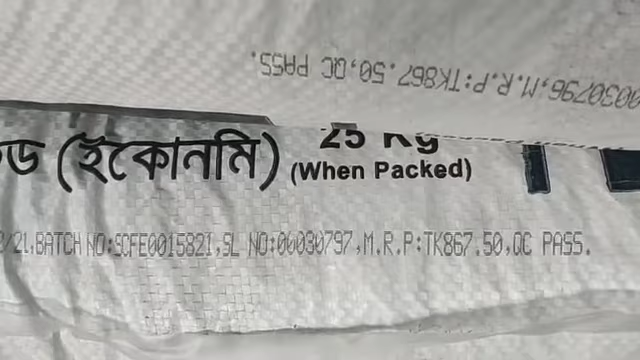 0030796,M.R.P:TK867.50,QC PASS.
ড (ইকোনমি) 25 Kg
(When Packed)
/21.BATCH NO:SCFE0015821,SL NO:00030797,M.R.P:TK867.50,QC PASS.